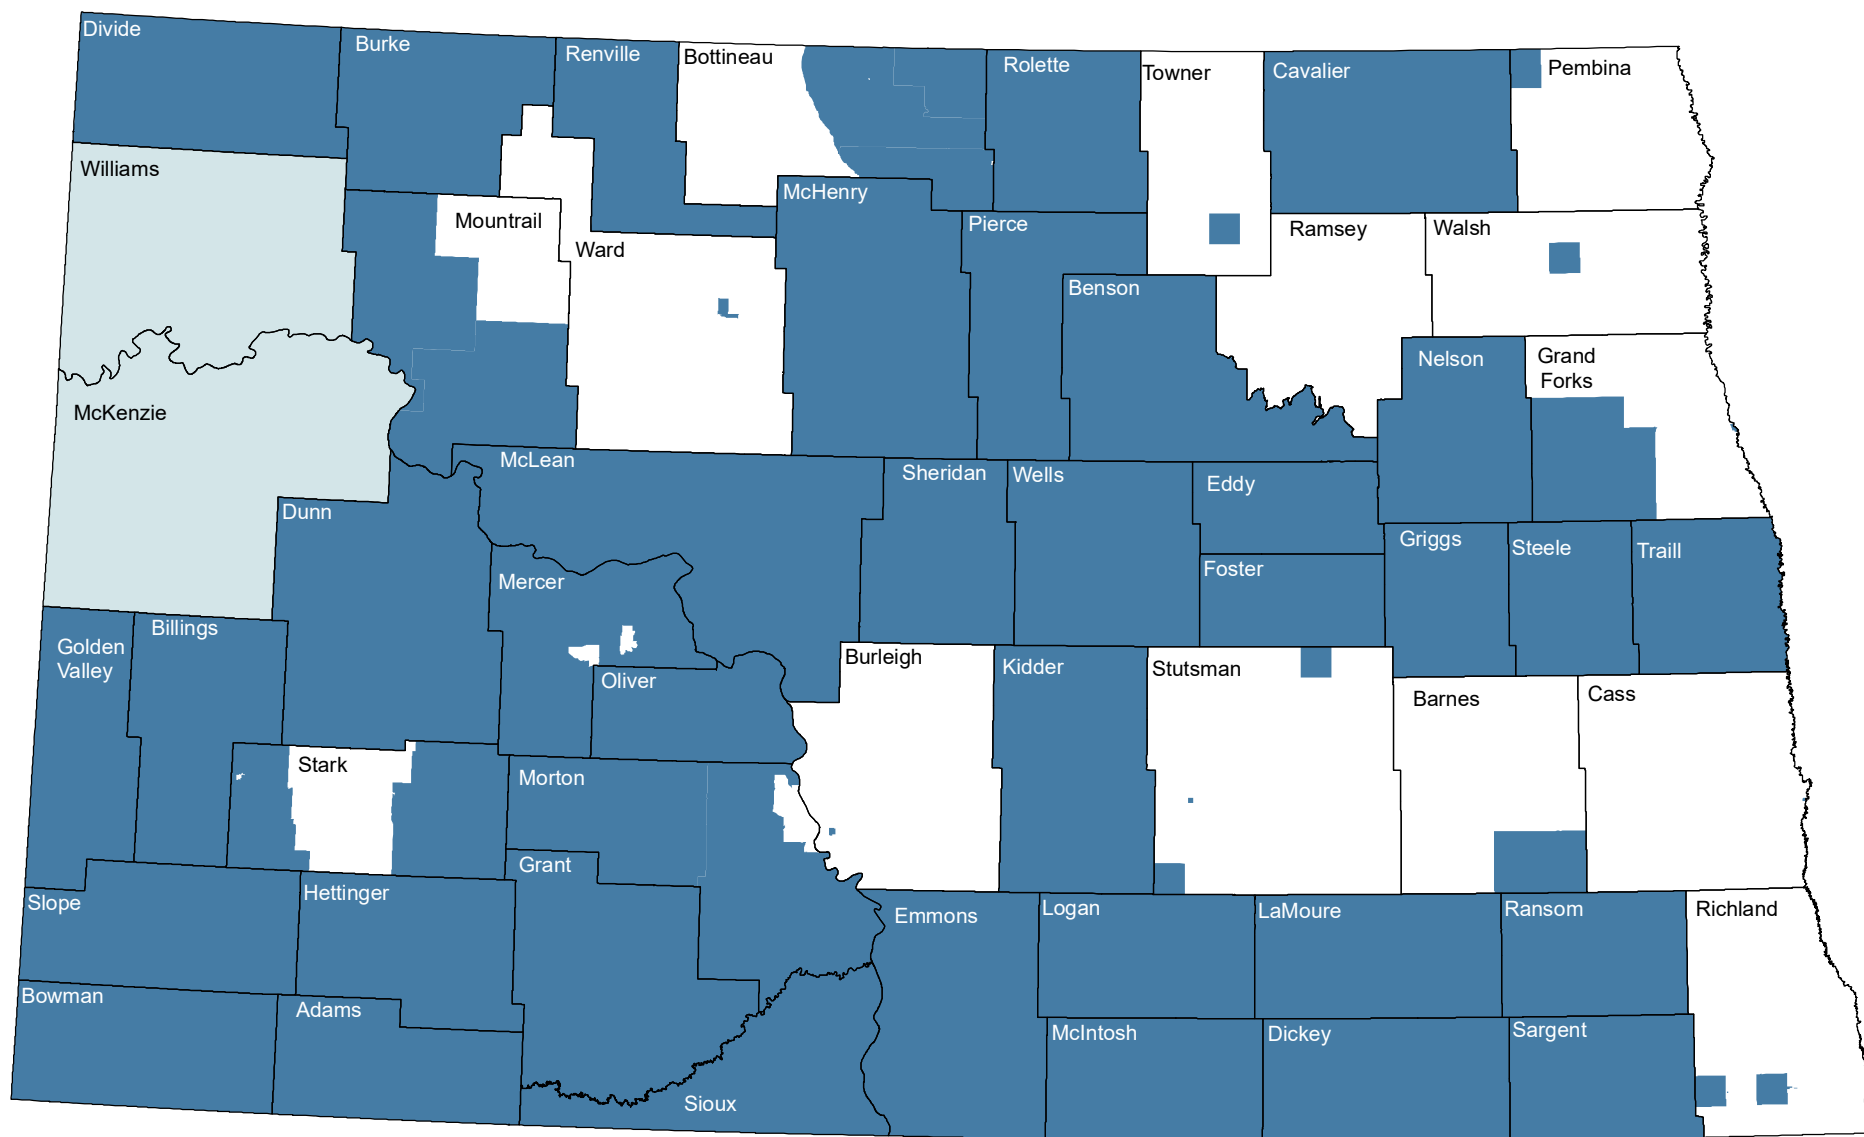 Divide
Burke
Renville
Bottineau
Rolette
Towner
Cavalier
Pembina
Williams
Mountrail
Ward
McHenry
Pierce
Ramsey
Walsh
Benson
McKenzie
Nelson
Grand
Forks
McLean
Sheridan
Wells
Eddy
Dunn
Griggs
Steele
Traill
Mercer
Foster
Golden
Valley
Billings
Oliver
Burleigh
Kidder
Stutsman
Barnes
Cass
Stark
Morton
Grant
Slope
Hettinger
Emmons
Logan
LaMoure
Ransom
Richland
Bowman
Adams
McIntosh
Dickey
Sargent
Sioux